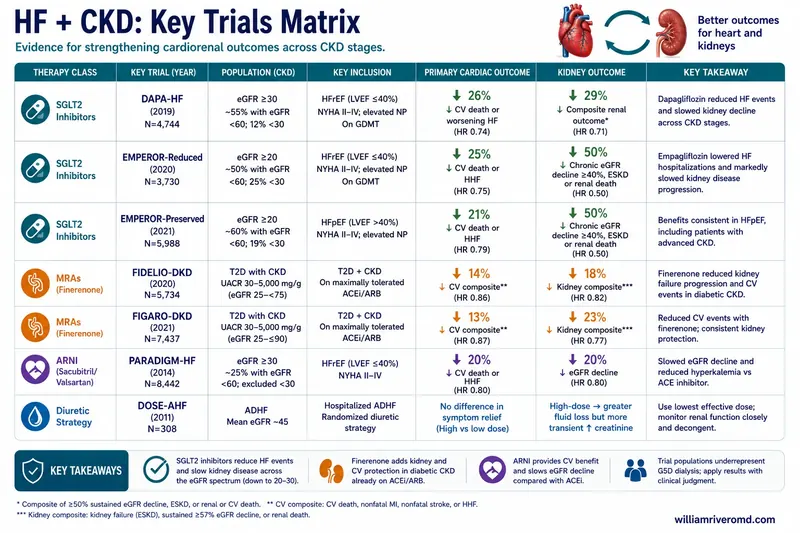 HF + CKD: Key Trials Matrix
Evidence for strengthening cardiorenal outcomes across CKD stages.
Better outcomes
for heart and
kidneys
THERAPY CLASS
KEY TRIAL (YEAR)
POPULATION (CKD)
KEY INCLUSION
PRIMARY CARDIAC OUTCOME
KIDNEY OUTCOME
KEY TAKEAWAY
SGLT2
Inhibitors
DAPA-HF
(2019)
N=4,744
eGFR ≥30
~55% with eGFR
<60; 12% <30
HFrEF (LVEF ≤40%)
NYHA II–IV; elevated NP
On GDMT
↓ 26%
↓ CV death or
worsening HF
(HR 0.74)
↓ 29%
↓ Composite renal
outcome*
(HR 0.71)
Dapagliflozin reduced HF events
and slowed kidney decline
across CKD stages.
SGLT2
Inhibitors
EMPEROR-Reduced
(2020)
N=3,730
eGFR ≥20
~50% with eGFR
<60; 25% <30
HFrEF (LVEF ≤40%)
NYHA II–IV; elevated NP
On GDMT
↓ 25%
↓ CV death or
HHF
(HR 0.75)
↓ 50%
↓ Chronic eGFR
decline ≥40%, ESKD
or renal death
(HR 0.50)
Empagliflozin lowered HF
hospitalizations and markedly
slowed kidney disease
progression.
SGLT2
Inhibitors
EMPEROR-Preserved
(2021)
N=5,988
eGFR ≥20
~60% with eGFR
<60; 19% <30
HFpEF (LVEF >40%)
NYHA II–IV; elevated NP
↓ 21%
↓ CV death or
HHF
(HR 0.79)
↓ 50%
↓ Chronic eGFR
decline ≥40%, ESKD
or renal death
(HR 0.50)
Benefits consistent in HFpEF,
including patients with
advanced CKD.
MRAs
(Finerenone)
FIDELIO-DKD
(2020)
N=5,734
T2D with CKD
UACR 30–5,000 mg/g
(eGFR 25–<75)
T2D + CKD
On maximally tolerated
ACEi/ARB
↓ 14%
↓ CV composite**
(HR 0.86)
↓ 18%
↓ Kidney composite***
(HR 0.82)
Finerenone reduced kidney
failure progression and CV
events in diabetic CKD.
MRAs
(Finerenone)
FIGARO-DKD
(2021)
N=7,437
T2D with CKD
UACR 30–5,000 mg/g
(eGFR 25–≤90)
T2D + CKD
On maximally tolerated
ACEi/ARB
↓ 13%
↓ CV composite**
(HR 0.87)
↓ 23%
↓ Kidney composite***
(HR 0.77)
Reduced CV events with
finerenone; consistent kidney
protection.
ARNI
(Sacubitril/
Valsartan)
PARADIGM-HF
(2014)
N=8,442
eGFR ≥30
~25% with eGFR
<60; excluded <30
HFrEF (LVEF ≤40%)
NYHA II–IV
↓ 20%
↓ CV death or
HHF
(HR 0.80)
↓ 20%
↓ eGFR decline
(HR 0.80)
Slowed eGFR decline and
reduced hyperkalemia vs
ACE inhibitor.
Diuretic
Strategy
DOSE-AHF
(2011)
N=308
ADHF
Mean eGFR ~45
Hospitalized ADHF
Randomized diuretic
strategy
No difference in
symptom relief
(High vs low dose)
High-dose → greater
fluid loss but more
transient ↑ creatinine
Use lowest effective dose;
monitor renal function closely
and decongent.
KEY TAKEAWAYS
SGLT2 inhibitors reduce HF events
and slow kidney disease across
the eGFR spectrum (down to 20–30).
Finerenone adds kidney and
CV protection in diabetic CKD
already on ACEi/ARB.
ARNI provides CV benefit
and slows eGFR decline
compared with ACEi.
Trial populations underrepresent
G5D dialysis; apply results with
clinical judgment.
* Composite of ≥50% sustained eGFR decline, ESKD, or renal or CV death. ** CV composite: CV death, nonfatal MI, nonfatal stroke, or HHF.
*** Kidney composite: kidney failure (ESKD), sustained ≥57% eGFR decline, or renal death.
williamriveromd.com